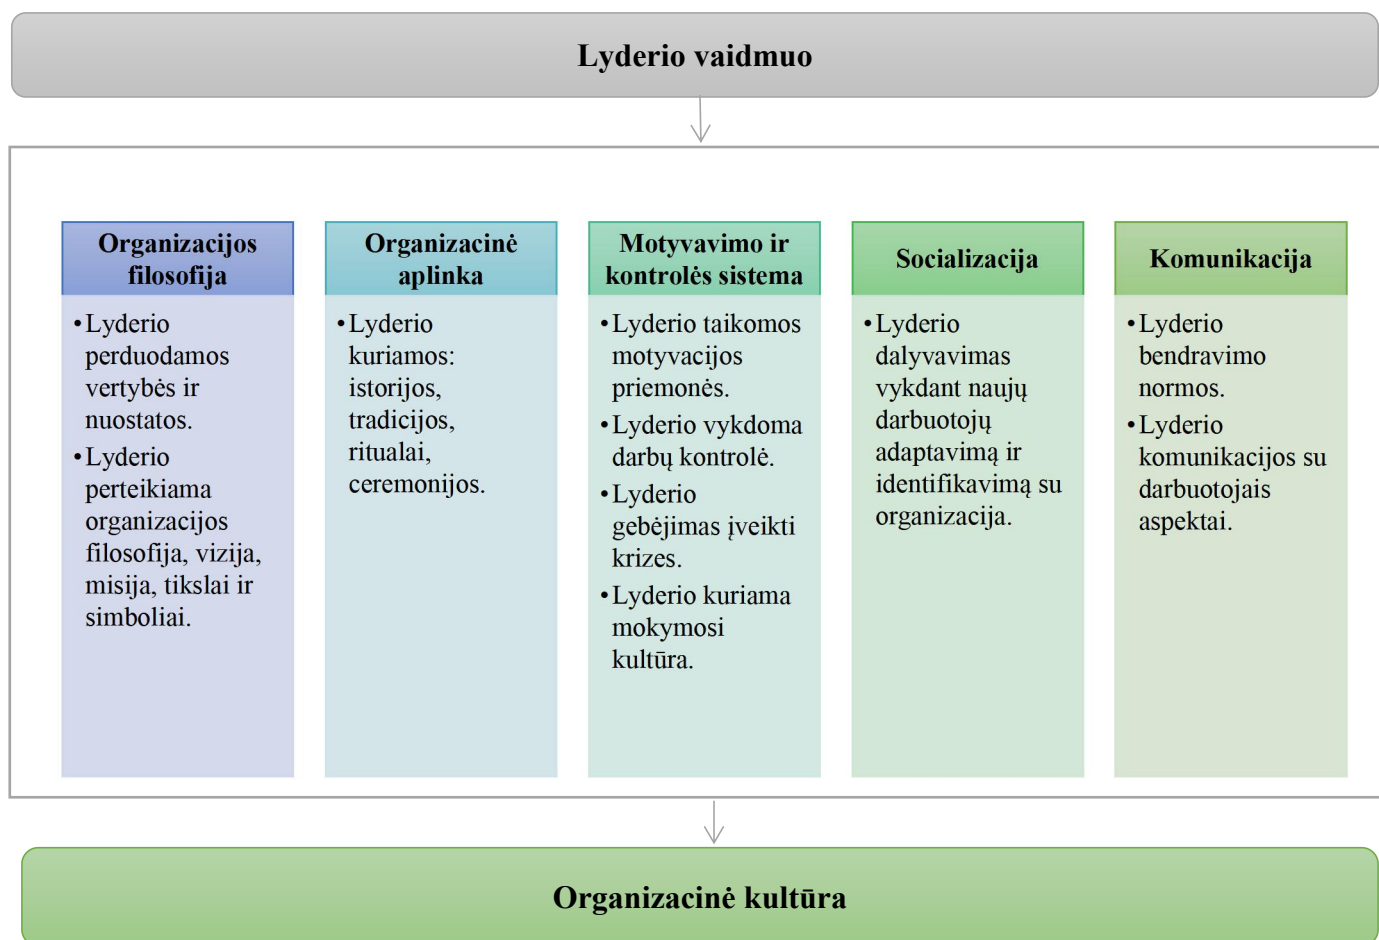 Lyderio vaidmuo
Organizacijos
filosofija
•Lyderio
perduodamos
vertybės ir
nuostatos.
•Lyderio
perteikiama
organizacijos
filosofija, vizija,
misija, tikslai ir
simboliai.
Organizacinė
aplinka
•Lyderio
kuriamos:
istorijos,
tradicijos,
ritualai,
ceremonijos.
Motyvavimo ir
kontrolės sistema
•Lyderio taikomos
motyvacijos
priemonės.
•Lyderio vykdoma
darbų kontrolė.
•Lyderio
gebėjimas įveikti
krizes.
•Lyderio kuriama
mokymosi
kultūra.
Socializacija
•Lyderio
dalyvavimas
vykdant naujų
darbuotojų
adaptavimą ir
identifikavimą su
organizacija.
Komunikacija
•Lyderio
bendravimo
normos.
•Lyderio
komunikacijos su
darbuotojais
aspektai.
Organizacinė kultūra